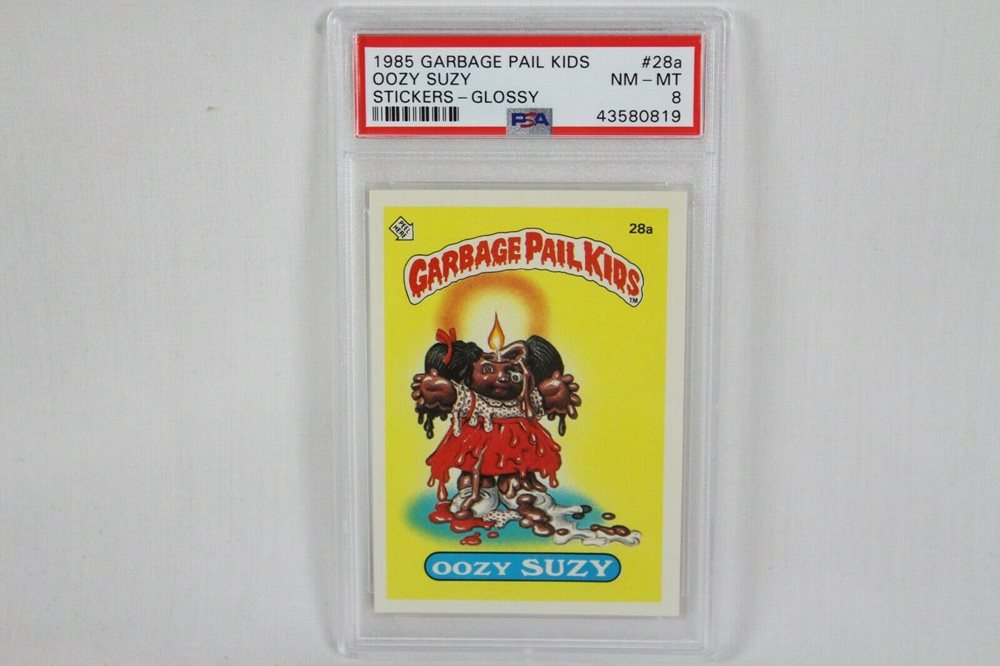 1985 GARBAGE PAIL KIDS #28a
OOZY SUZY NM – MT
STICKERS – GLOSSY 8
PSA 43580819
PEEL
HERE
28a
GARBAGE PAIL KIDS
TM
OOZY SUZY